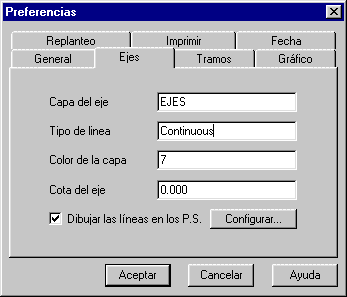 Preferencias
Replanteo Imprimir Fecha
General Ejes Tramos Gráfico
Capa del eje EJES
Tipo de linea Continuous
Color de la capa 7
Cota del eje 0.000
Dibujar las líneas en los P.S. Configurar...
Aceptar Cancelar Ayuda